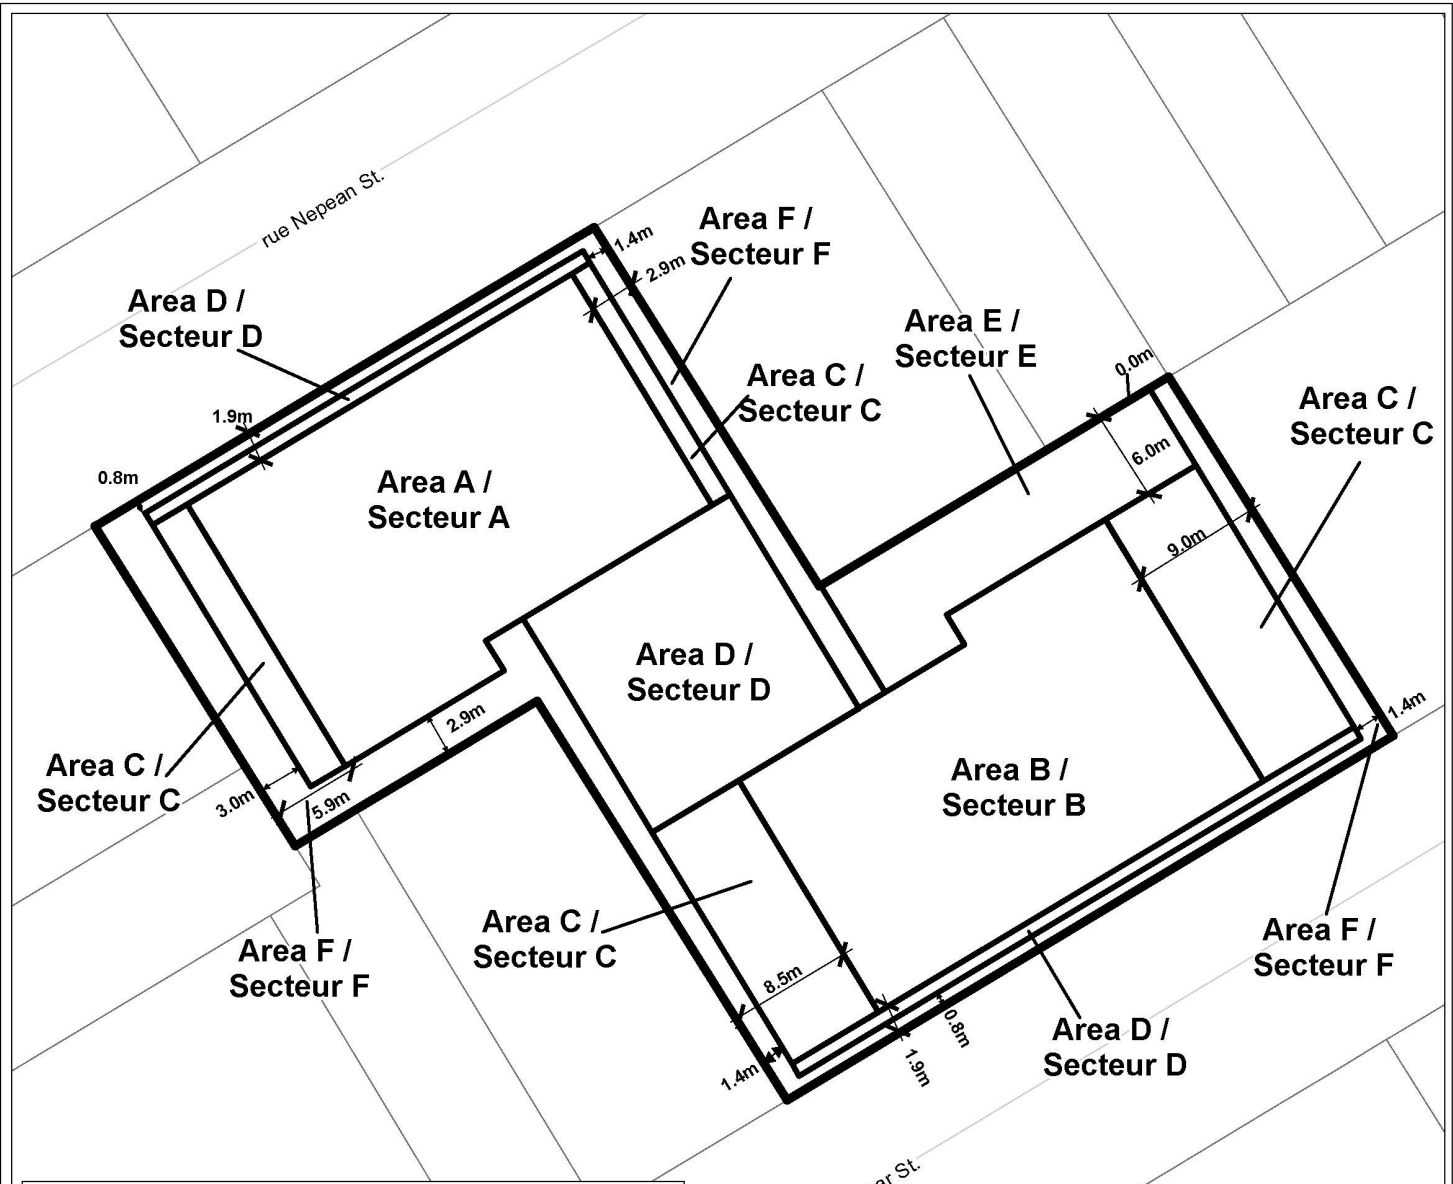 rue Nepean St.
Area F /
Secteur F
1.4m
2.9m
Area D /
Secteur D
Area E /
Secteur E
0.0m
Area C /
Secteur C
Area C /
Secteur C
1.9m
0.8m
6.0m
Area A /
Secteur A
9.0m
Area D /
Secteur D
2.9m
1.4m
Area C /
Secteur C
3.0m
5.9m
Area B /
Secteur B
Area C /
Secteur C
Area F /
Secteur F
Area F /
Secteur F
8.5m
0.8m
Area D /
Secteur D
1.4m
1.9m
St.